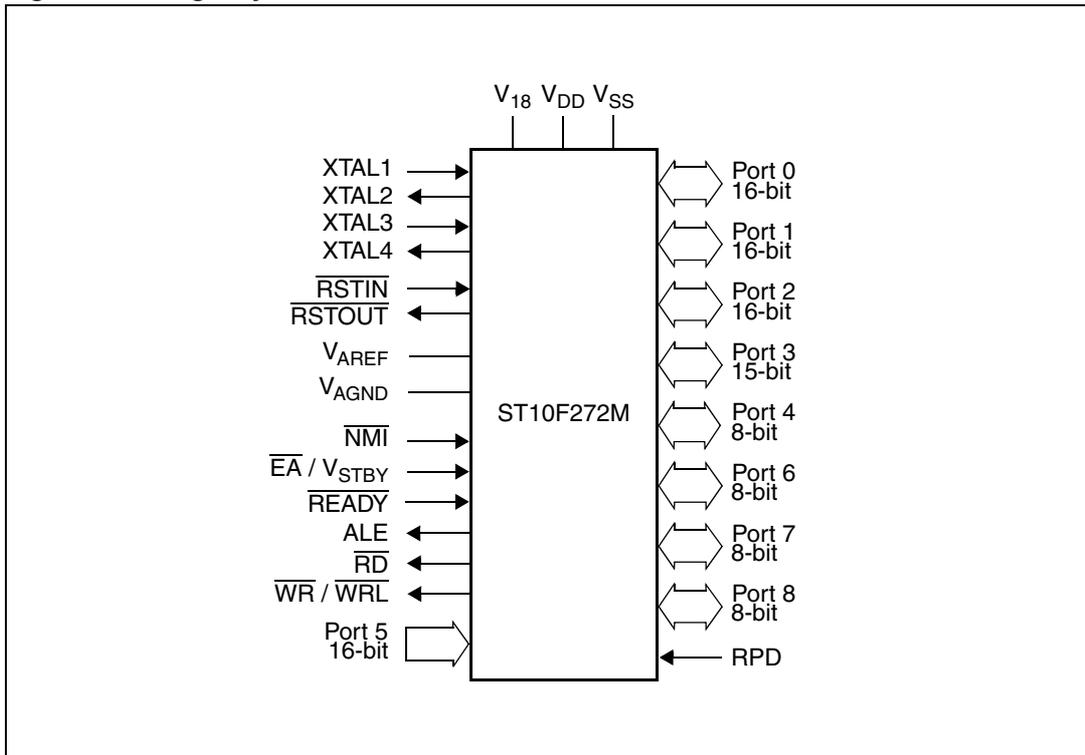 V18 VDD VSS
XTAL1
XTAL2
XTAL3
XTAL4
RSTIN
RSTOUT
VAREF
VAGND
NMI
EA / VSTBY
READY
ALE
RD
WR / WRL
Port 5
16-bit
ST10F272M
Port 0
16-bit
Port 1
16-bit
Port 2
16-bit
Port 3
15-bit
Port 4
8-bit
Port 6
8-bit
Port 7
8-bit
Port 8
8-bit
RPD